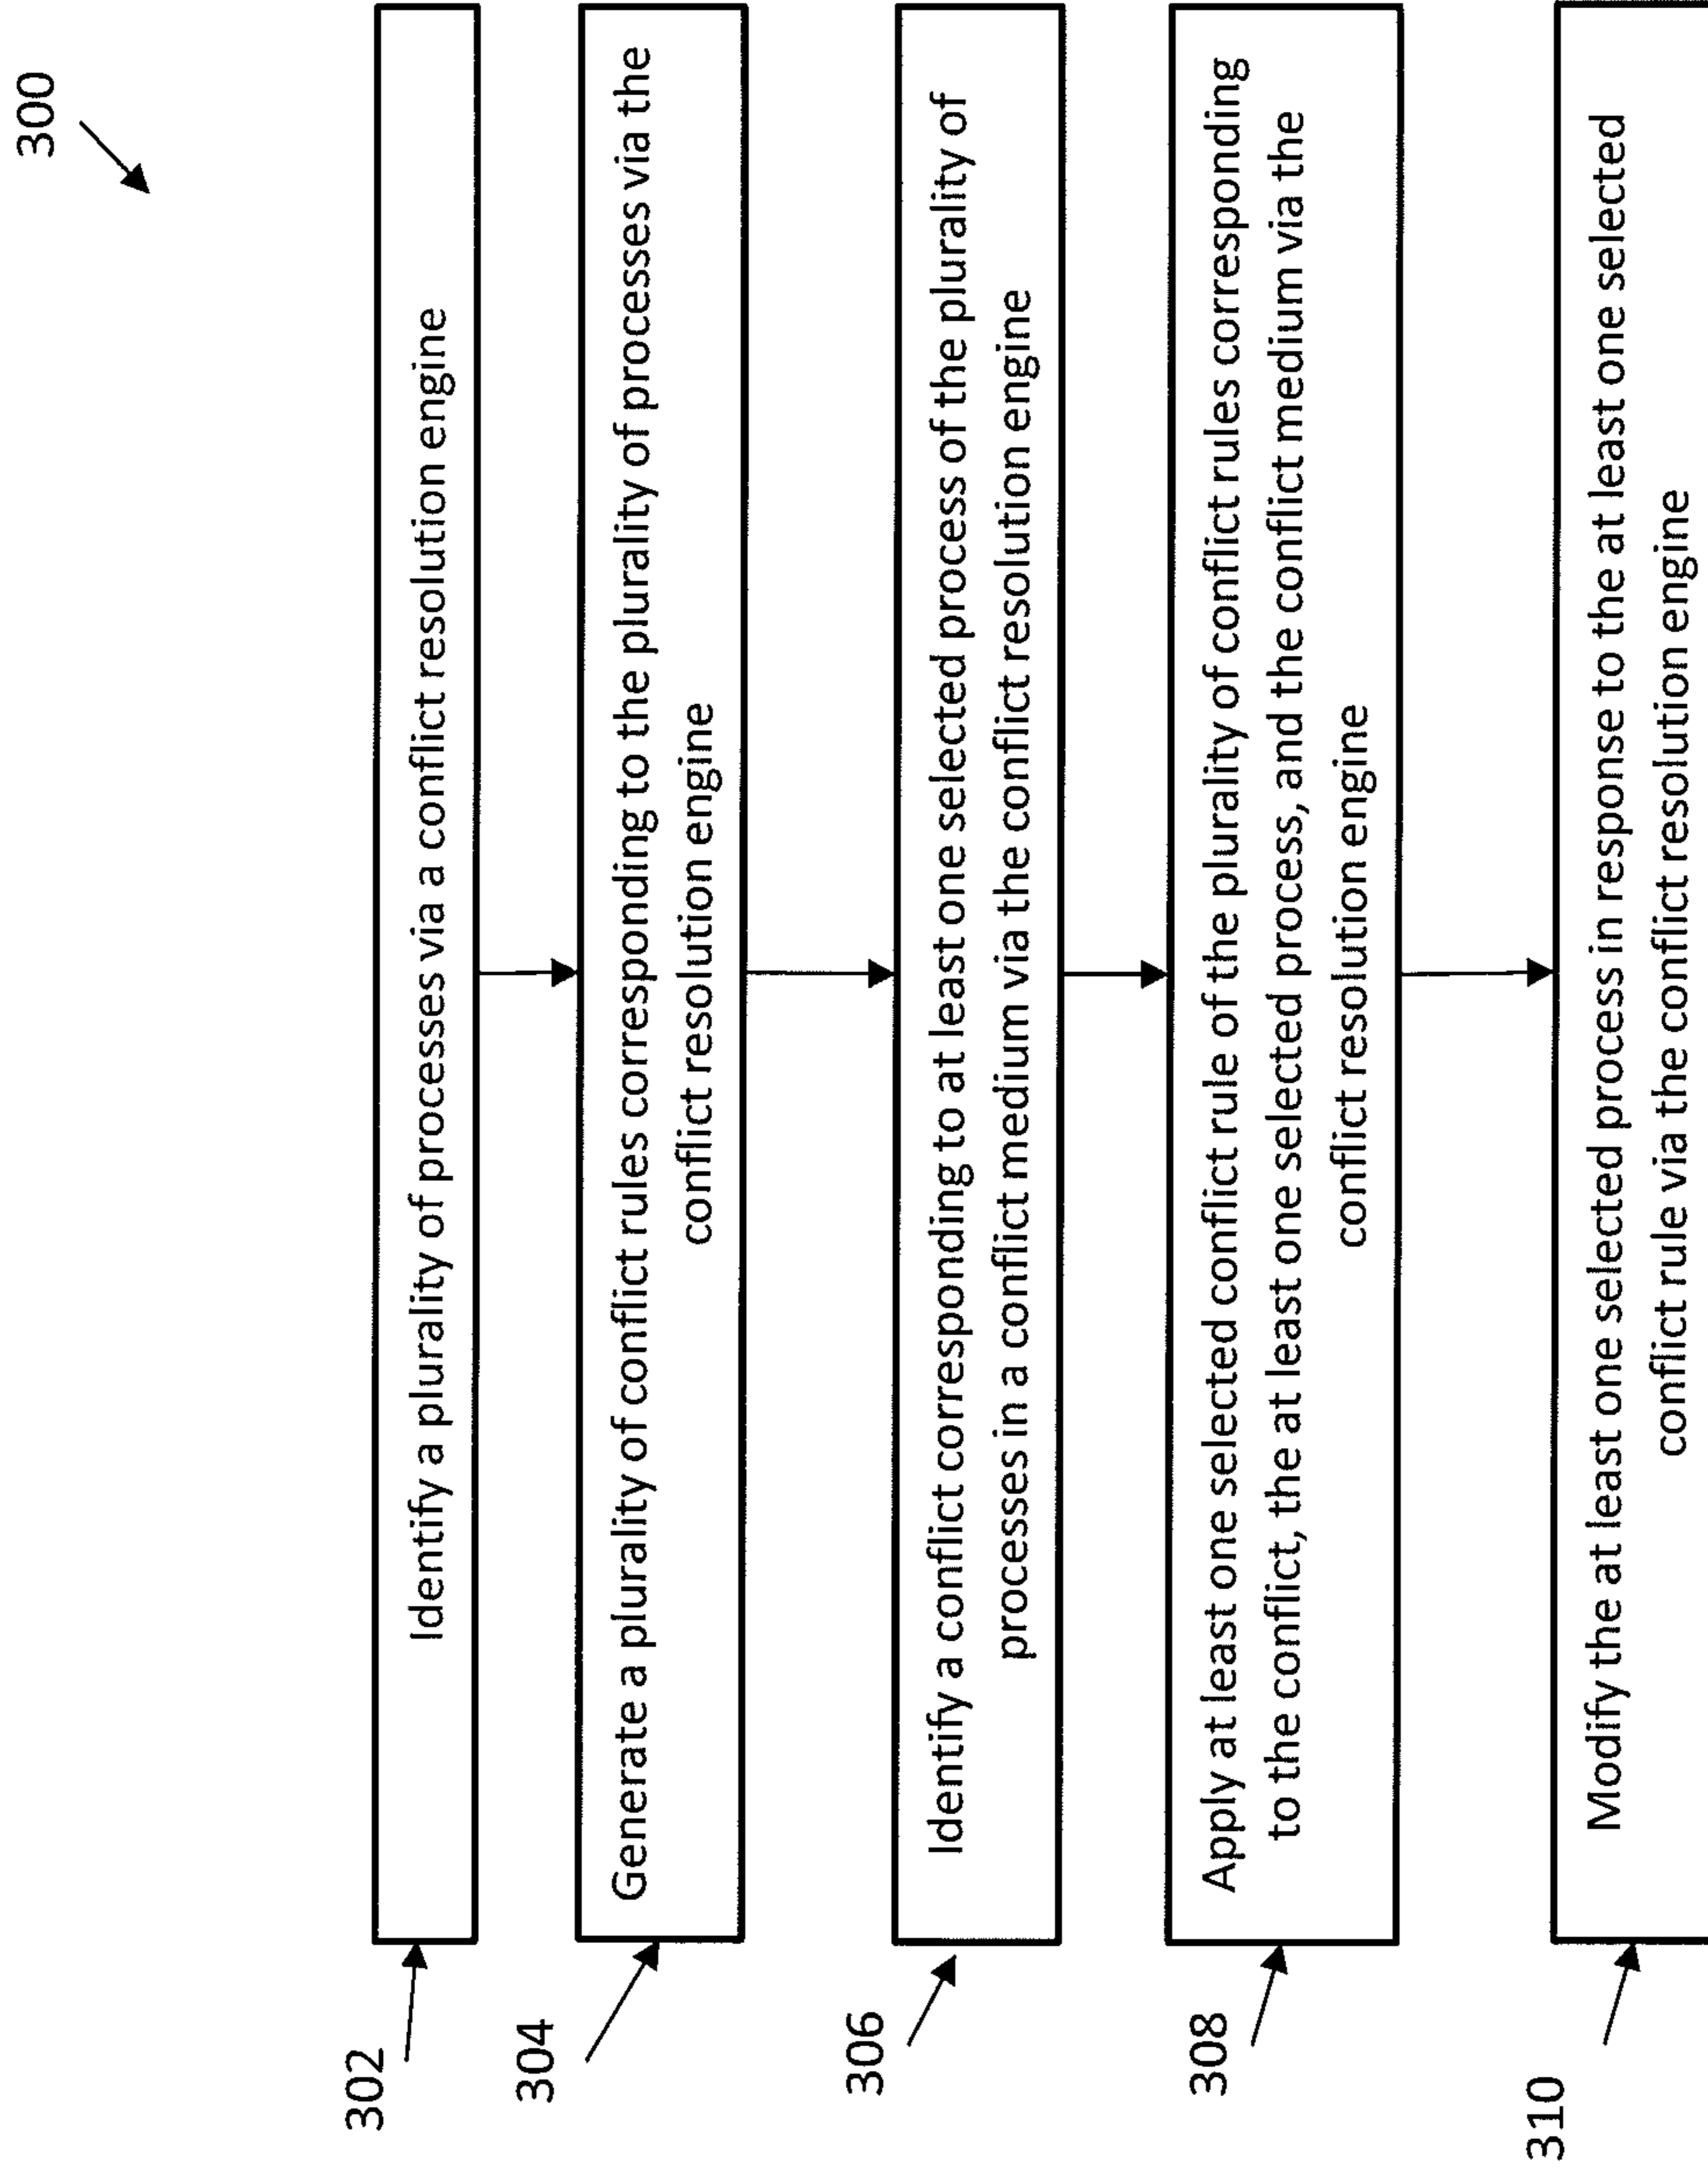 300
302
Identify a plurality of processes via a conflict resolution engine
304
Generate a plurality of conflict rules corresponding to the plurality of processes via the
conflict resolution engine
306
Identify a conflict corresponding to at least one selected process of the plurality of
processes in a conflict medium via the conflict resolution engine
308
Apply at least one selected conflict rule of the plurality of conflict rules corresponding
to the conflict, the at least one selected process, and the conflict medium via the
conflict resolution engine
310
Modify the at least one selected process in response to the at least one selected
conflict rule via the conflict resolution engine